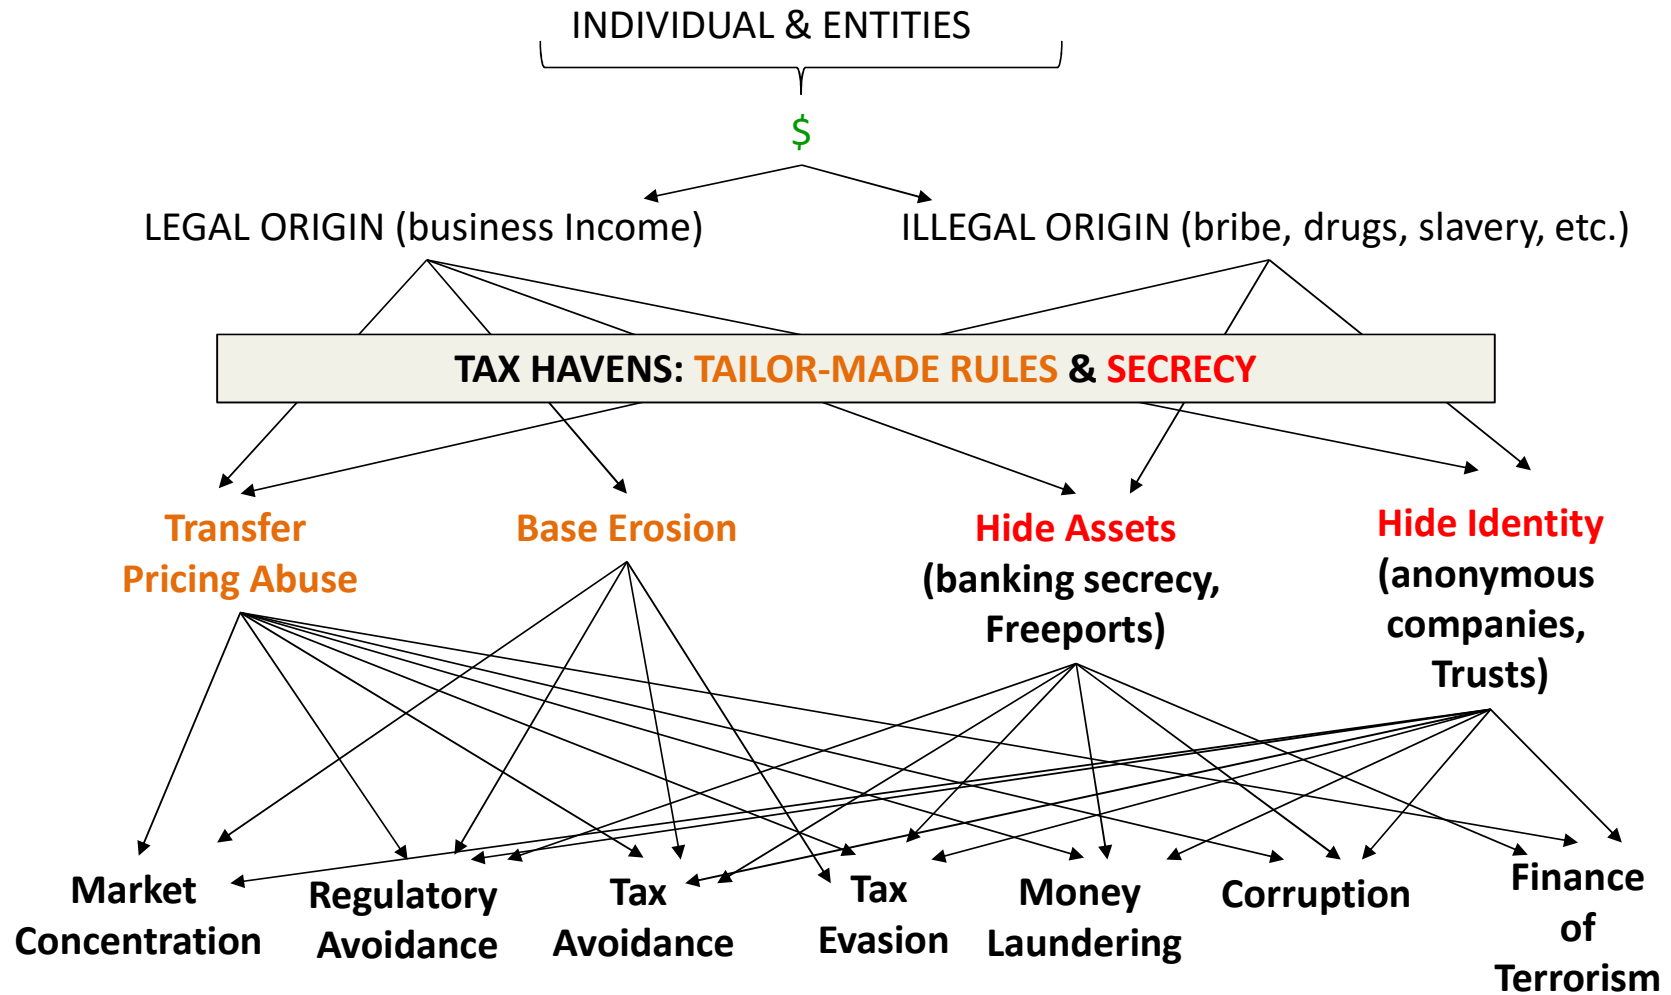 INDIVIDUAL & ENTITIES
$
LEGAL ORIGIN (business Income)
ILLEGAL ORIGIN (bribe, drugs, slavery, etc.)
TAX HAVENS: TAILOR-MADE RULES & SECRECY
Transfer
Pricing Abuse
Base Erosion
Hide Assets
(banking secrecy,
Freeports)
Hide Identity
(anonymous
companies,
Trusts)
Market
Concentration
Regulatory
Avoidance
Tax
Avoidance
Tax
Evasion
Money
Laundering
Corruption
Finance
of
Terrorism